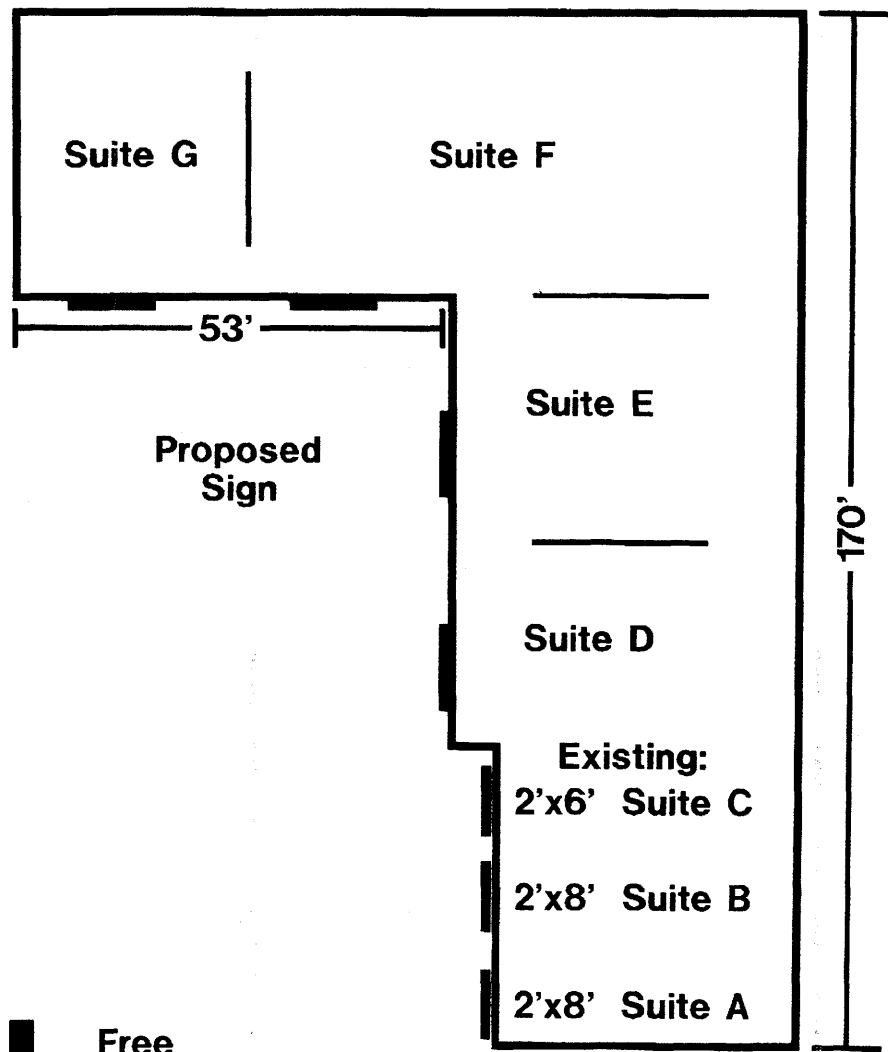 Suite G
Suite F
53'
Proposed
Sign
Suite E
170'
Suite D
Existing:
2'x6' Suite C
2'x8' Suite B
2'x8' Suite A
Free